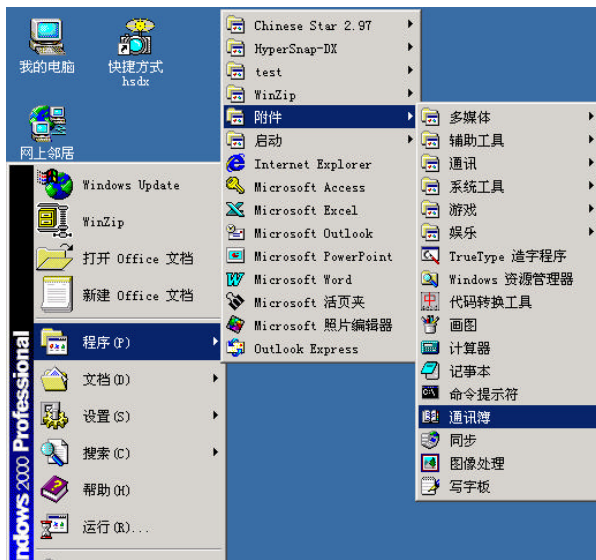 我的电脑
快捷方式
hsdx
网上邻居
Windows Update
WinZip
打开 Office 文档
新建 Office 文档
程序(P)
文档(D)
设置(S)
搜索(C)
帮助(H)
运行(R)...
ndows 2000 Professional
Chinese Star 2.97
HyperSnap-DX
test
WinZip
附件
启动
Internet Explorer
Microsoft Access
Microsoft Excel
Microsoft Outlook
Microsoft PowerPoint
Microsoft Word
Microsoft 活页夹
Microsoft 照片编辑器
Outlook Express
多媒体
辅助工具
通讯
系统工具
游戏
娱乐
TrueType 造字程序
Windows 资源管理器
代码转换工具
画图
计算器
记事本
命令提示符
通讯簿
同步
图像处理
写字板